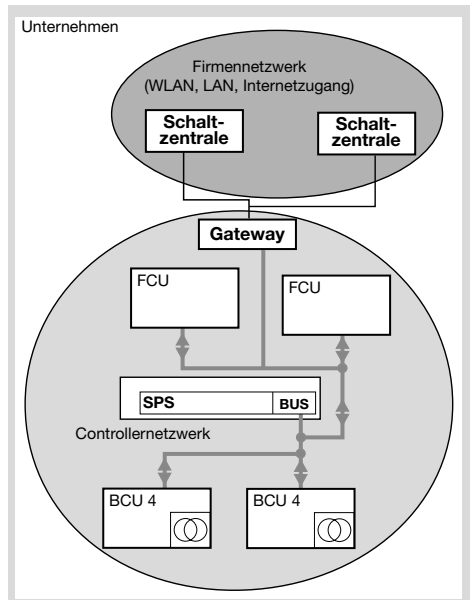 Unternehmen
Firmennetzwerk
(WLAN, LAN, Internetzugang)
Schalt-
zentrale
Schalt-
zentrale
Gateway
FCU
FCU
SPS
BUS
Controllernetzwerk
BCU 4
BCU 4